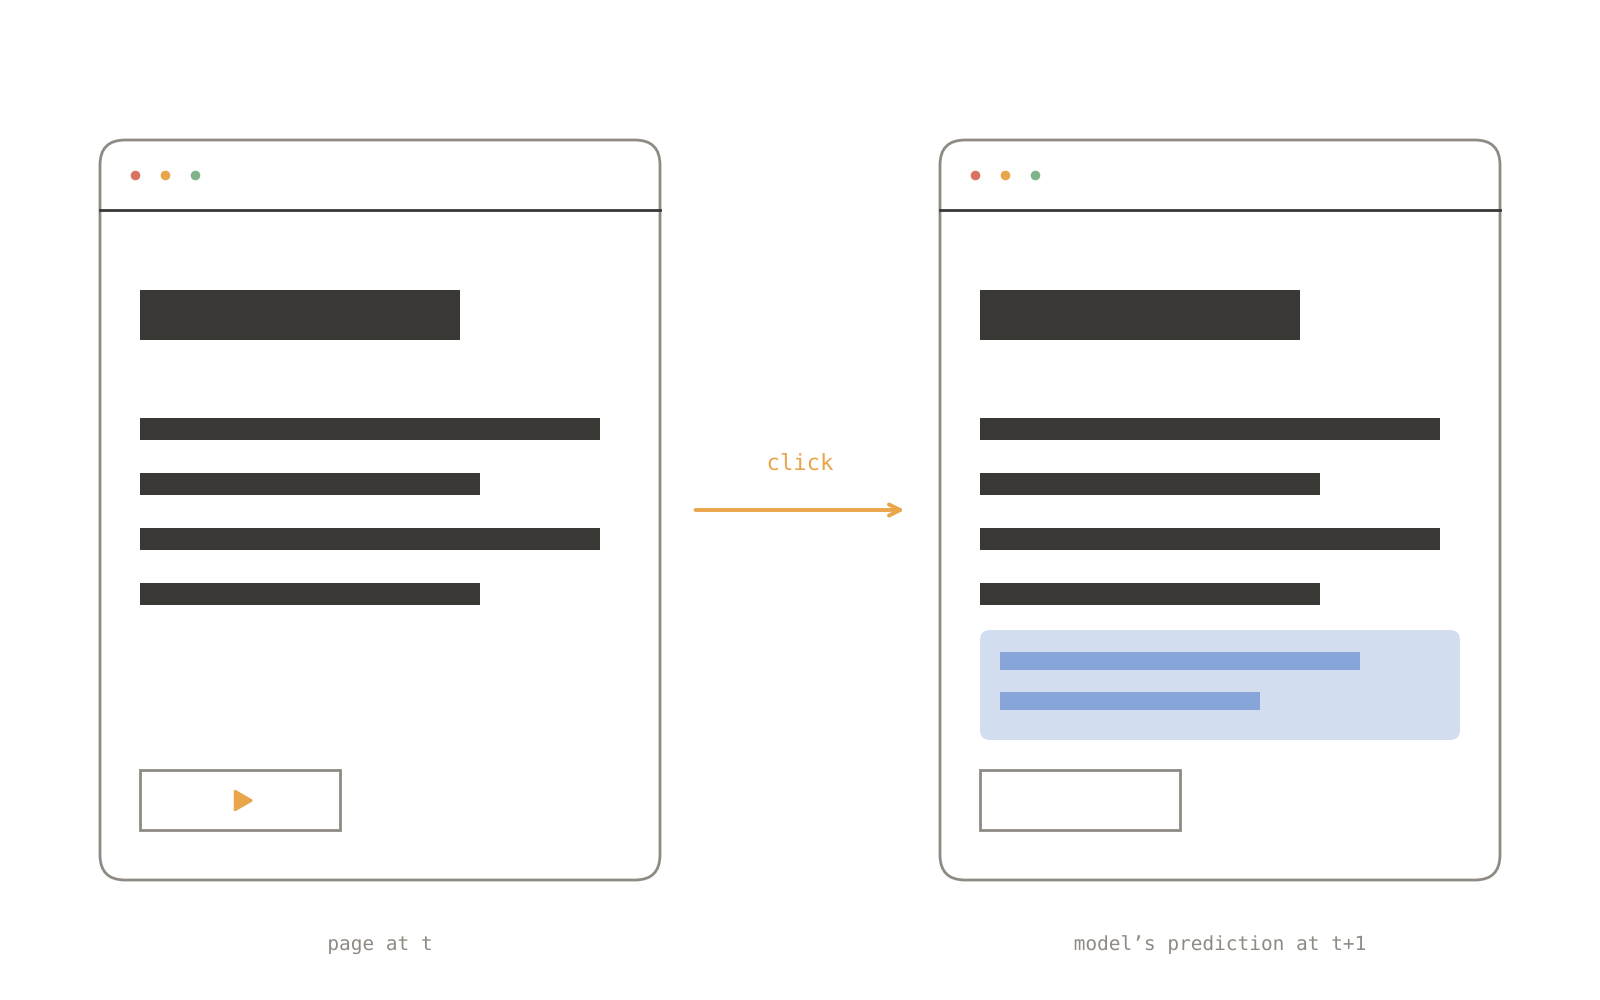 click
page at t
model’s prediction at t+1